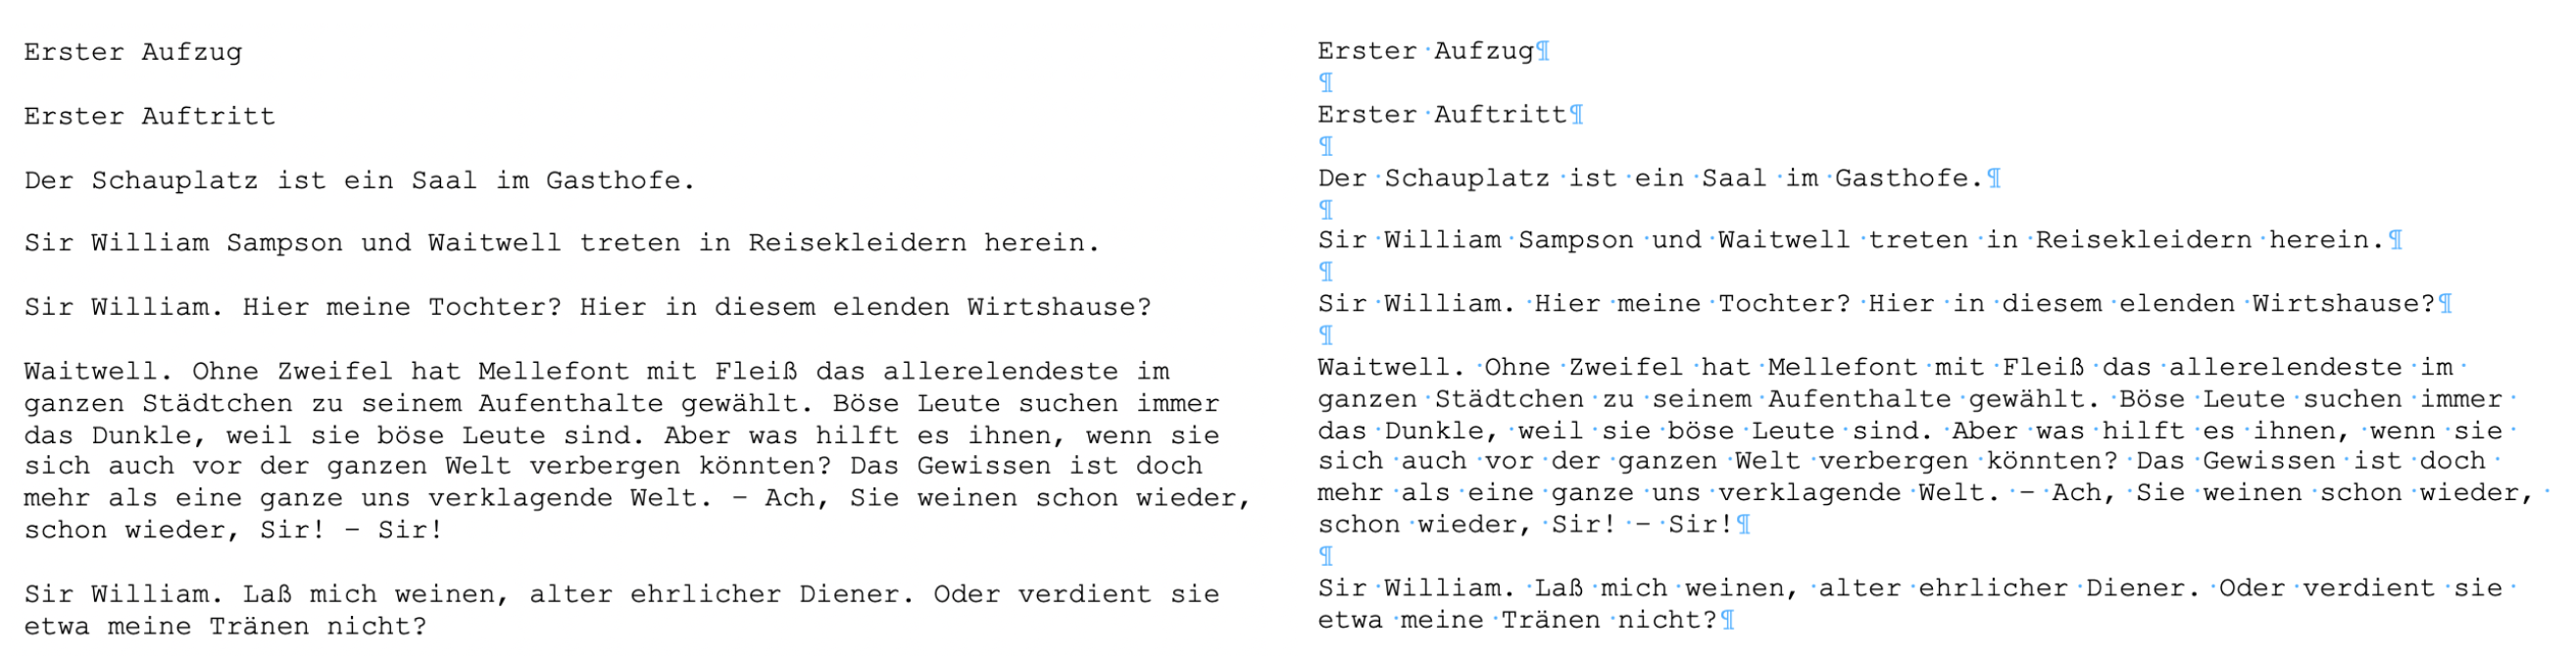 Erster Aufzug
Erster Auftritt
Der Schauplatz ist ein Saal im Gasthofe.
Sir William Sampson und Waitwell treten in Reisekleidern herein.
Sir William. Hier meine Tochter? Hier in diesem elenden Wirtshause?
Waitwell. Ohne Zweifel hat Mellefont mit Fleiß das allerelendeste im
ganzen Städtchen zu seinem Aufenthalte gewählt. Böse Leute suchen immer
das Dunkle, weil sie böse Leute sind. Aber was hilft es ihnen, wenn sie
sich auch vor der ganzen Welt verbergen könnten? Das Gewissen ist doch
mehr als eine ganze uns verklagende Welt. – Ach, Sie weinen schon wieder,
schon wieder, Sir! – Sir!
Sir William. Laß mich weinen, alter ehrlicher Diener. Oder verdient sie
etwa meine Tränen nicht?
Erster·Aufzug¶
¶
Erster·Auftritt¶
¶
Der·Schauplatz·ist·ein·Saal·im·Gasthofe.¶
¶
Sir·William·Sampson·und·Waitwell·treten·in·Reisekleidern·herein.¶
¶
Sir·William.·Hier·meine·Tochter?·Hier·in·diesem·elenden·Wirtshause?¶
¶
Waitwell.·Ohne·Zweifel·hat·Mellefont·mit·Fleiß·das·allerelendeste·im·
ganzen·Städtchen·zu·seinem·Aufenthalte·gewählt.·Böse·Leute·suchen·immer·
das·Dunkle,·weil·sie·böse·Leute·sind.·Aber·was·hilft·es·ihnen,·wenn·sie·
sich·auch·vor·der·ganzen·Welt·verbergen·könnten?·Das·Gewissen·ist·doch·
mehr·als·eine·ganze·uns·verklagende·Welt.·–·Ach,·Sie·weinen·schon·wieder,·
schon·wieder,·Sir!·–·Sir!¶
¶
Sir·William.·Laß·mich·weinen,·alter·ehrlicher·Diener.·Oder·verdient·sie·
etwa·meine·Tränen·nicht?¶